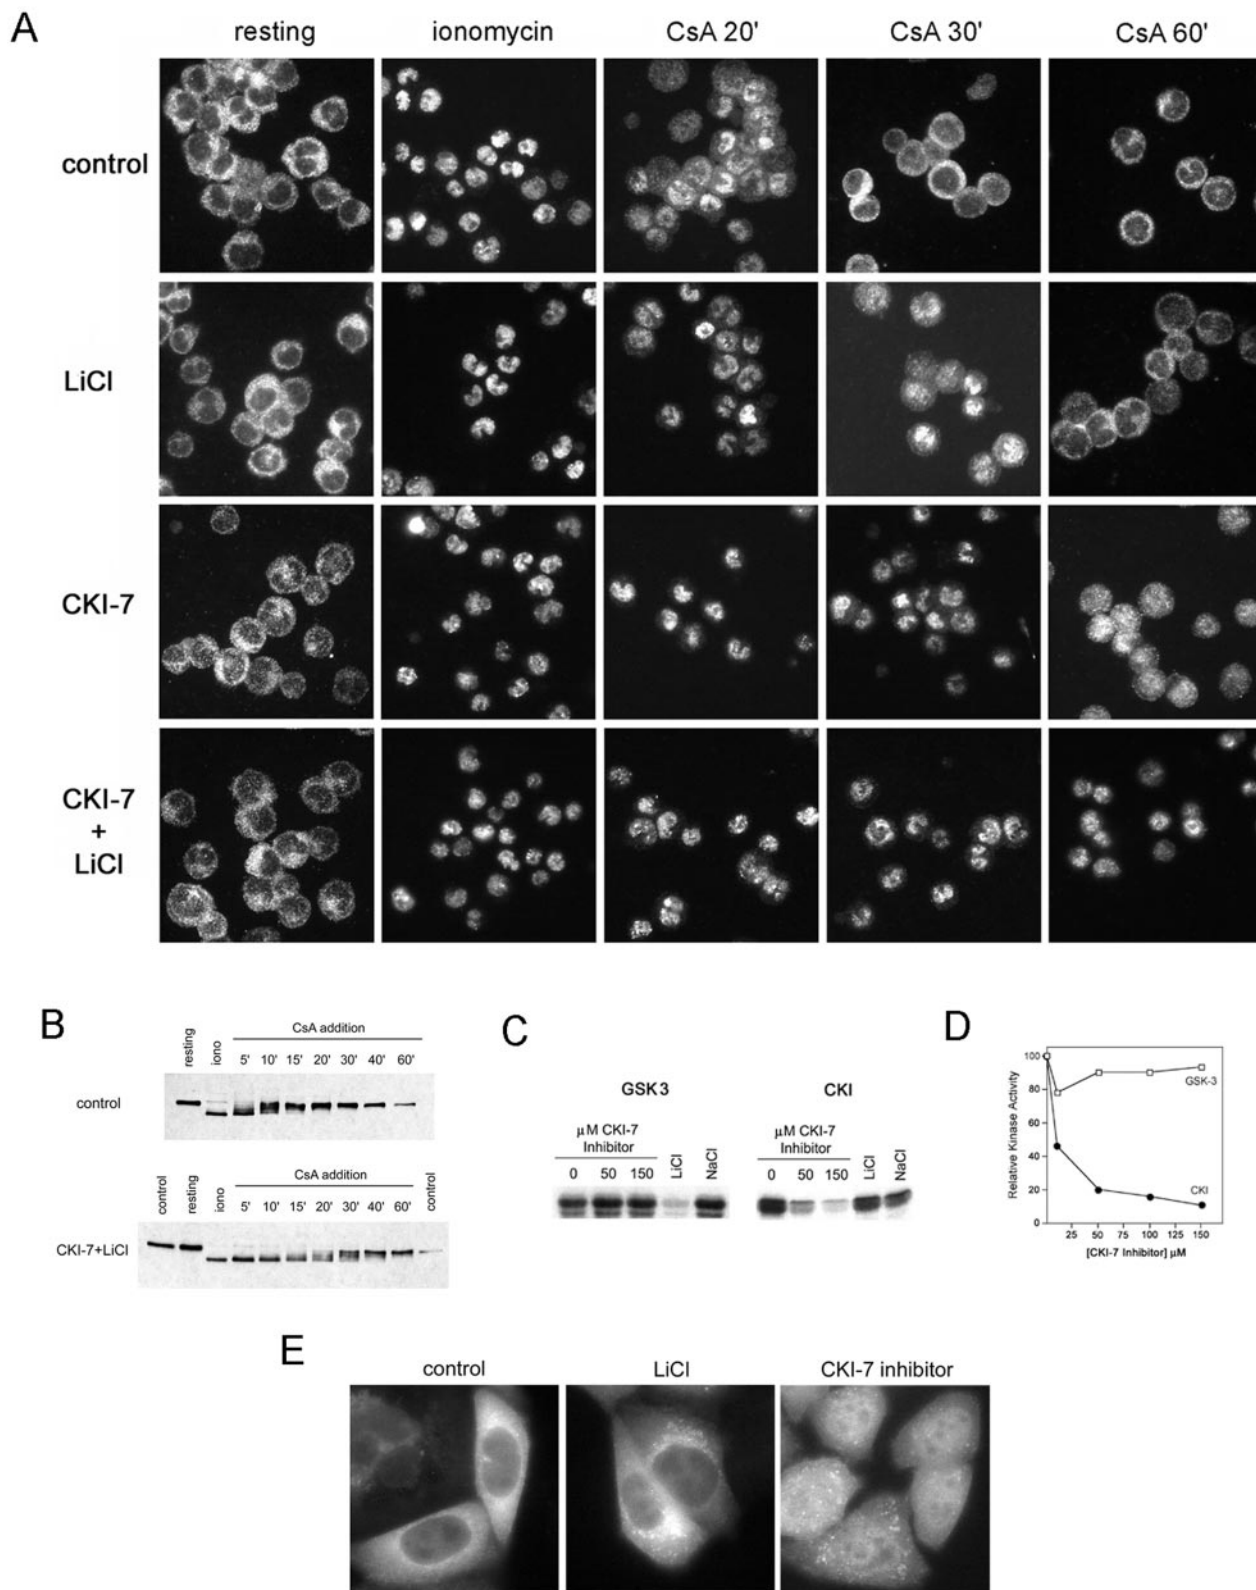 A
resting ionomycin CsA 20' CsA 30' CsA 60'
control
LiCl
CKI-7
CKI-7
+
LiCl
B
resting
iono
CsA addition
5' 10' 15' 20' 30' 40' 60'
control
control
resting
iono
CsA addition
5' 10' 15' 20' 30' 40' 60'
control
CKI-7+LiCl
C
GSK3
µM CKI-7
Inhibitor
0 50 150
LiCl
NaCl
CKI
µM CKI-7
Inhibitor
0 50 150
LiCl
NaCl
D
Relative Kinase Activity
100
80
60
40
20
0
GSK-3
CKI
25 50 75 100 125 150
[CKI-7 Inhibitor] µM
E
control LiCl CKI-7 inhibitor